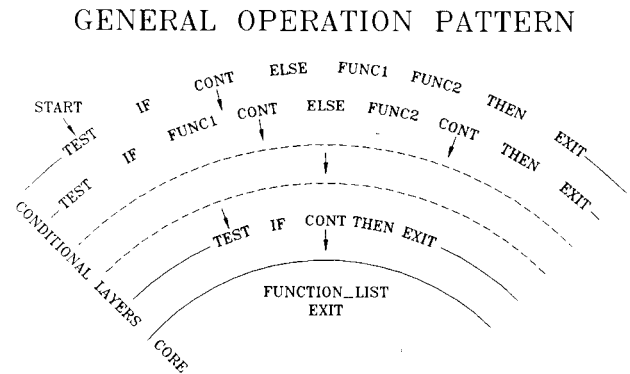 GENERAL OPERATION PATTERN
START
TEST IF CONT ELSE FUNC1 FUNC2 THEN EXIT
TEST IF FUNC1 CONT ELSE FUNC2 CONT THEN EXIT
TEST IF CONT THEN EXIT
FUNCTION_LIST
EXIT
CONDITIONAL LAYERS
CORE